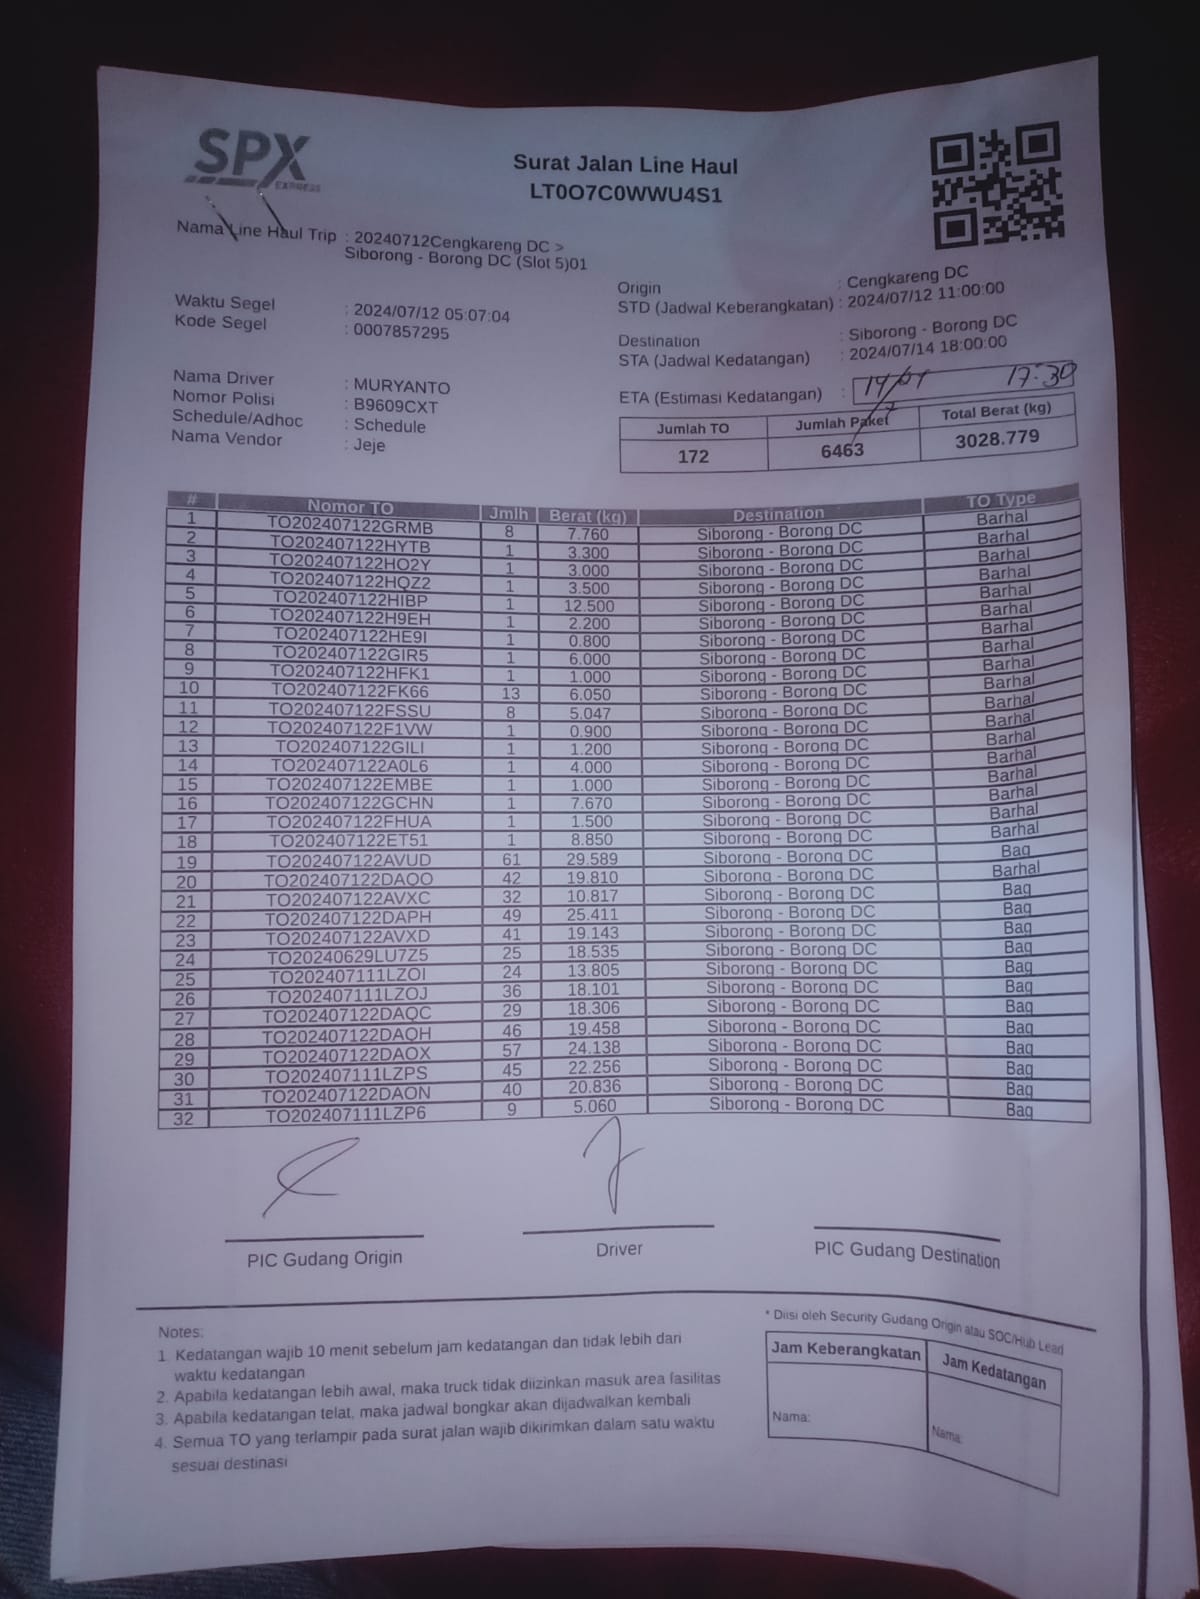 SPX
EXPRESS
Surat Jalan Line Haul
LT0O7C0WWU4S1
Nama Line Haul Trip : 20240712Cengkareng DC >
Siborong - Borong DC (Slot 5)01
Waktu Segel : 2024/07/12 05:07:04
Kode Segel : 0007857295
Nama Driver : MURYANTO
Nomor Polisi : B9609CXT
Schedule/Adhoc : Schedule
Nama Vendor : Jeje
Origin : Cengkareng DC
STD (Jadwal Keberangkatan) : 2024/07/12 11:00:00
Destination : Siborong - Borong DC
STA (Jadwal Kedatangan) : 2024/07/14 18:00:00
ETA (Estimasi Kedatangan) : 17:30
Jumlah TO Jumlah Paket Total Berat (kg)
172 6463 3028.779
# Nomor TO Jmlh Berat (kg) Destination TO Type
1 TO202407122GRMB 8 7.760 Siborong - Borong DC Barhal
2 TO202407122HYTB 1 3.300 Siborong - Borong DC Barhal
3 TO202407122HO2Y 1 3.000 Siborong - Borong DC Barhal
4 TO202407122HQZ2 1 3.500 Siborong - Borong DC Barhal
5 TO202407122HIBP 1 12.500 Siborong - Borong DC Barhal
6 TO202407122H9EH 1 2.200 Siborong - Borong DC Barhal
7 TO202407122HE9I 1 0.800 Siborong - Borong DC Barhal
8 TO202407122GIR5 1 6.000 Siborong - Borong DC Barhal
9 TO202407122HFK1 1 1.000 Siborong - Borong DC Barhal
10 TO202407122FK66 13 6.050 Siborong - Borong DC Barhal
11 TO202407122FSSU 8 5.047 Siborong - Borong DC Barhal
12 TO202407122F1VW 1 0.900 Siborong - Borong DC Barhal
13 TO202407122GILI 1 1.200 Siborong - Borong DC Barhal
14 TO202407122A0L6 1 4.000 Siborong - Borong DC Barhal
15 TO202407122EMBE 1 1.000 Siborong - Borong DC Barhal
16 TO202407122GCHN 1 7.670 Siborong - Borong DC Barhal
17 TO202407122FHUA 1 1.500 Siborong - Borong DC Barhal
18 TO202407122ET51 1 8.850 Siborong - Borong DC Barhal
19 TO202407122AVUD 61 29.589 Siborong - Borong DC Bag
20 TO202407122DAQO 42 19.810 Siborong - Borong DC Barhal
21 TO202407122AVXC 32 10.817 Siborong - Borong DC Bag
22 TO202407122DAPH 49 25.411 Siborong - Borong DC Bag
23 TO202407122AVXD 41 19.143 Siborong - Borong DC Bag
24 TO20240629LU7Z5 25 18.535 Siborong - Borong DC Bag
25 TO202407111LZOI 24 13.805 Siborong - Borong DC Bag
26 TO202407111LZOJ 36 18.101 Siborong - Borong DC Bag
27 TO202407122DAQC 29 18.306 Siborong - Borong DC Bag
28 TO202407122DAQH 46 19.458 Siborong - Borong DC Bag
29 TO202407122DAOX 57 24.138 Siborong - Borong DC Bag
30 TO202407111LZPS 45 22.256 Siborong - Borong DC Bag
31 TO202407122DAON 40 20.836 Siborong - Borong DC Bag
32 TO202407111LZP6 9 5.060 Siborong - Borong DC Bag
PIC Gudang Origin Driver PIC Gudang Destination
Notes:
1. Kedatangan wajib 10 menit sebelum jam kedatangan dan tidak lebih dari
waktu kedatangan
2. Apabila kedatangan lebih awal, maka truck tidak diizinkan masuk area fasilitas
3. Apabila kedatangan telat, maka jadwal bongkar akan dijadwalkan kembali
4. Semua TO yang terlampir pada surat jalan wajib dikirimkan dalam satu waktu
sesuai destinasi
* Diisi oleh Security Gudang Origin atau SOC/Hub Lead
Jam Keberangkatan Jam Kedatangan
Nama: Nama: